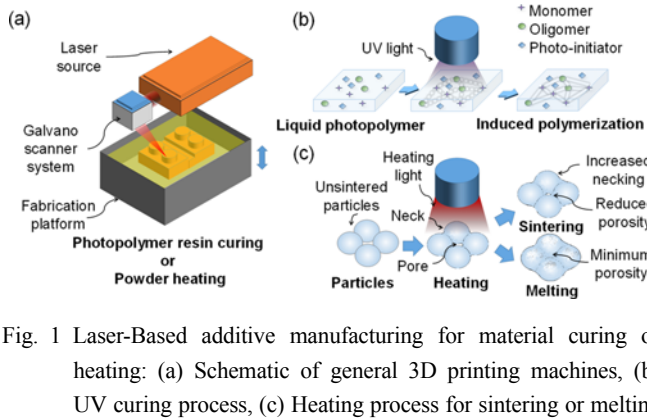 (a)
Laser
source
Galvano
scanner
system
Fabrication
platform
Photopolymer resin curing
or
Powder heating
(b)
UV light
Monomer
Oligomer
Photo-initiator
Liquid photopolymer
Induced polymerization
(c)
Heating
light
Unsintered
particles
Neck
Pore
Particles
Heating
Increased
necking
Reduced
porosity
Sintering
Minimum
porosity
Melting
Fig. 1 Laser-Based additive manufacturing for material curing o
heating: (a) Schematic of general 3D printing machines, (b
UV curing process, (c) Heating process for sintering or meltin